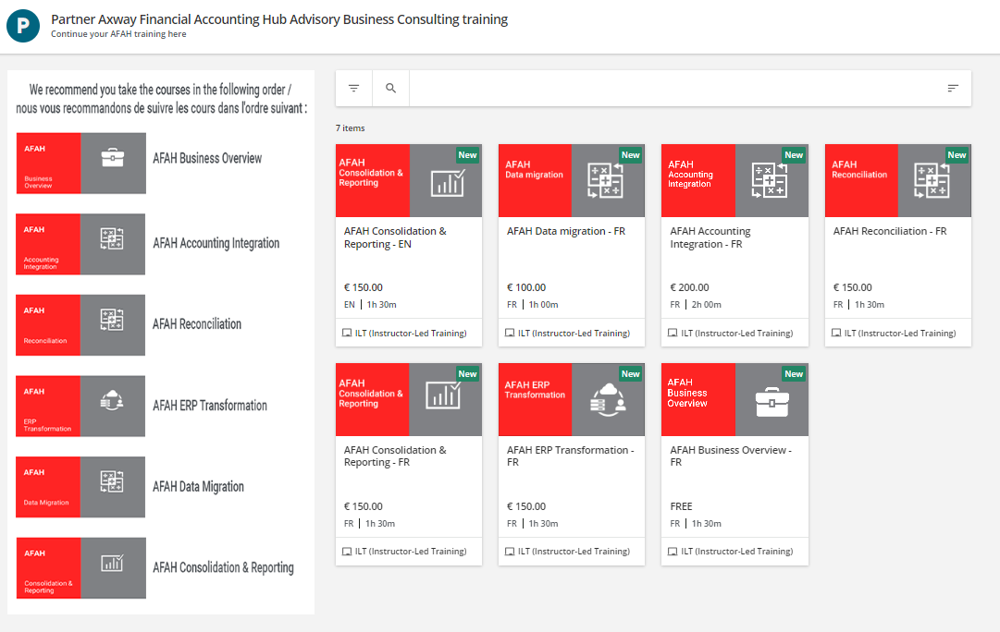 P
Partner Axway Financial Accounting Hub Advisory Business Consulting training
Continue your AFAH training here
We recommend you take the courses in the following order /
nous vous recommandons de suivre les cours dans l'ordre suivant :
AFAH
Business
Overview
AFAH Business Overview
AFAH
Accounting
Integration
AFAH Accounting Integration
AFAH
Reconciliation
AFAH Reconciliation
AFAH
ERP
Transformation
AFAH ERP Transformation
AFAH
Data Migration
AFAH Data Migration
AFAH
Consolidation &
Reporting
AFAH Consolidation & Reporting
7 items
AFAH
Consolidation &
Reporting
New
AFAH Consolidation &
Reporting - EN
€ 150.00
EN | 1h 30m
ILT (Instructor-Led Training)
AFAH
Data migration
New
AFAH Data migration - FR
€ 100.00
FR | 1h 00m
ILT (Instructor-Led Training)
AFAH
Accounting
Integration
New
AFAH Accounting
Integration - FR
€ 200.00
FR | 2h 00m
ILT (Instructor-Led Training)
AFAH
Reconciliation
New
AFAH Reconciliation - FR
€ 150.00
FR | 1h 30m
ILT (Instructor-Led Training)
AFAH
Consolidation &
Reporting
New
AFAH Consolidation &
Reporting - FR
€ 150.00
FR | 1h 30m
ILT (Instructor-Led Training)
AFAH ERP
Transformation
New
AFAH ERP Transformation -
FR
€ 150.00
FR | 1h 30m
ILT (Instructor-Led Training)
AFAH
Business
Overview
New
AFAH Business Overview -
FR
FREE
FR | 1h 30m
ILT (Instructor-Led Training)